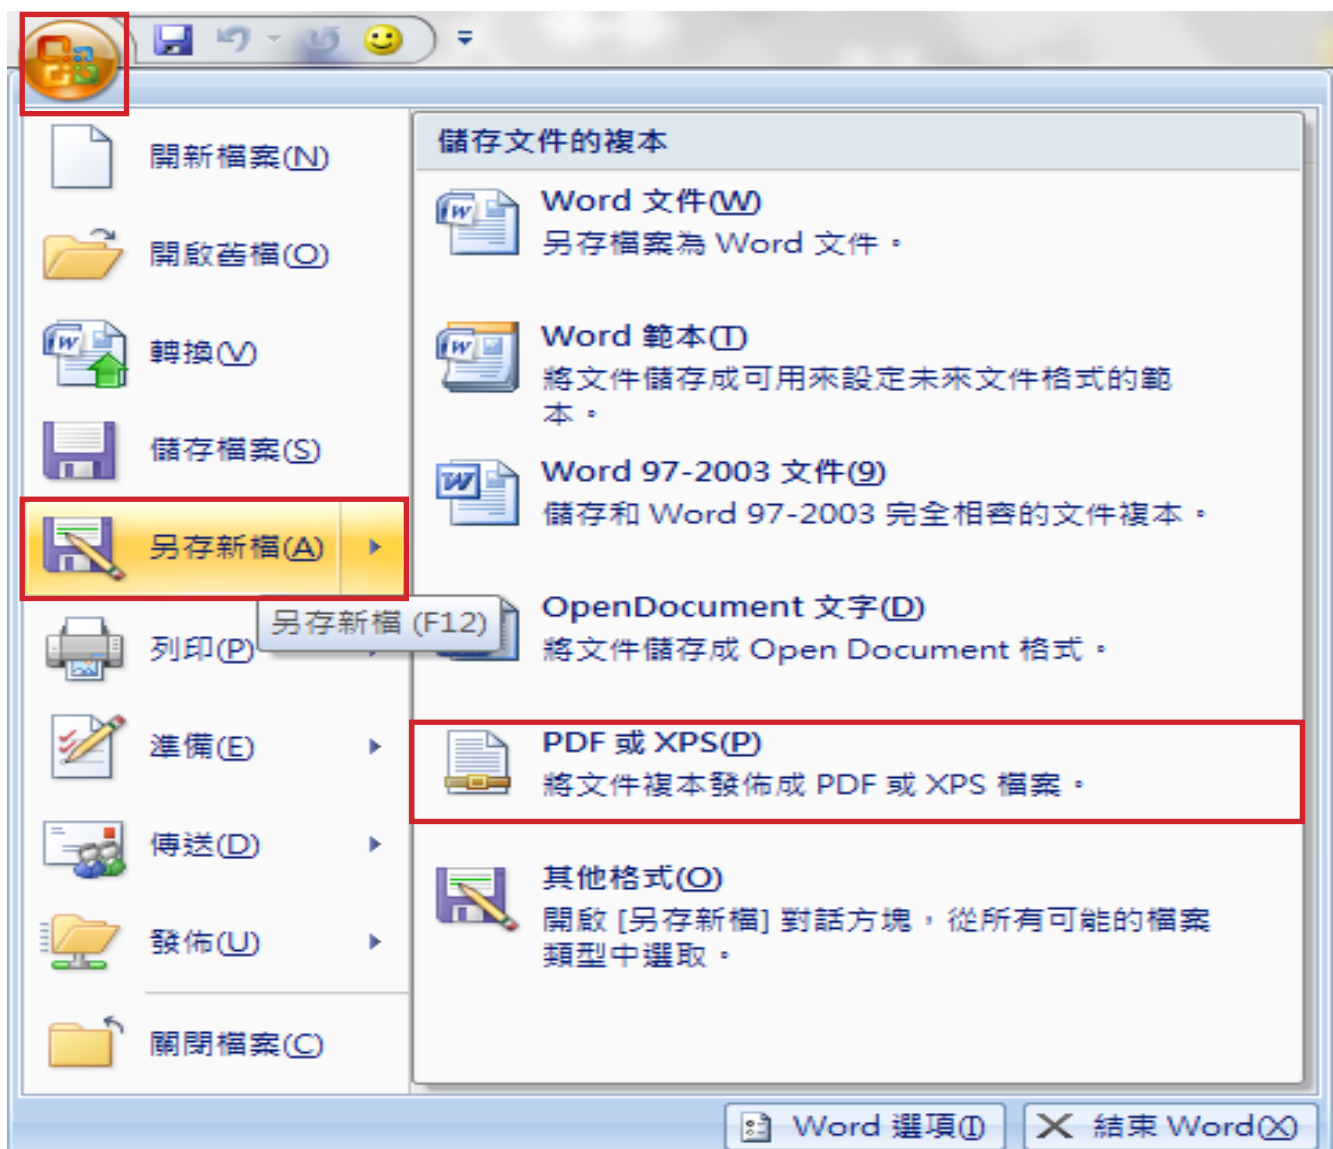 開新檔案(N)
開啟舊檔(O)
轉換(V)
儲存檔案(S)
另存新檔(A)
另存新檔 (F12)
列印(P)
準備(E)
傳送(D)
發佈(U)
關閉檔案(C)
儲存文件的複本
Word 文件(W)
另存檔案為 Word 文件。
Word 範本(T)
將文件儲存成可用來設定未來文件格式的範
本。
Word 97-2003 文件(9)
儲存和 Word 97-2003 完全相容的文件複本。
OpenDocument 文字(D)
將文件儲存成 Open Document 格式。
PDF 或 XPS(P)
將文件複本發佈成 PDF 或 XPS 檔案。
其他格式(O)
開啟 [另存新檔] 對話方塊，從所有可能的檔案
類型中選取。
Word 選項(I)
結束 Word(X)